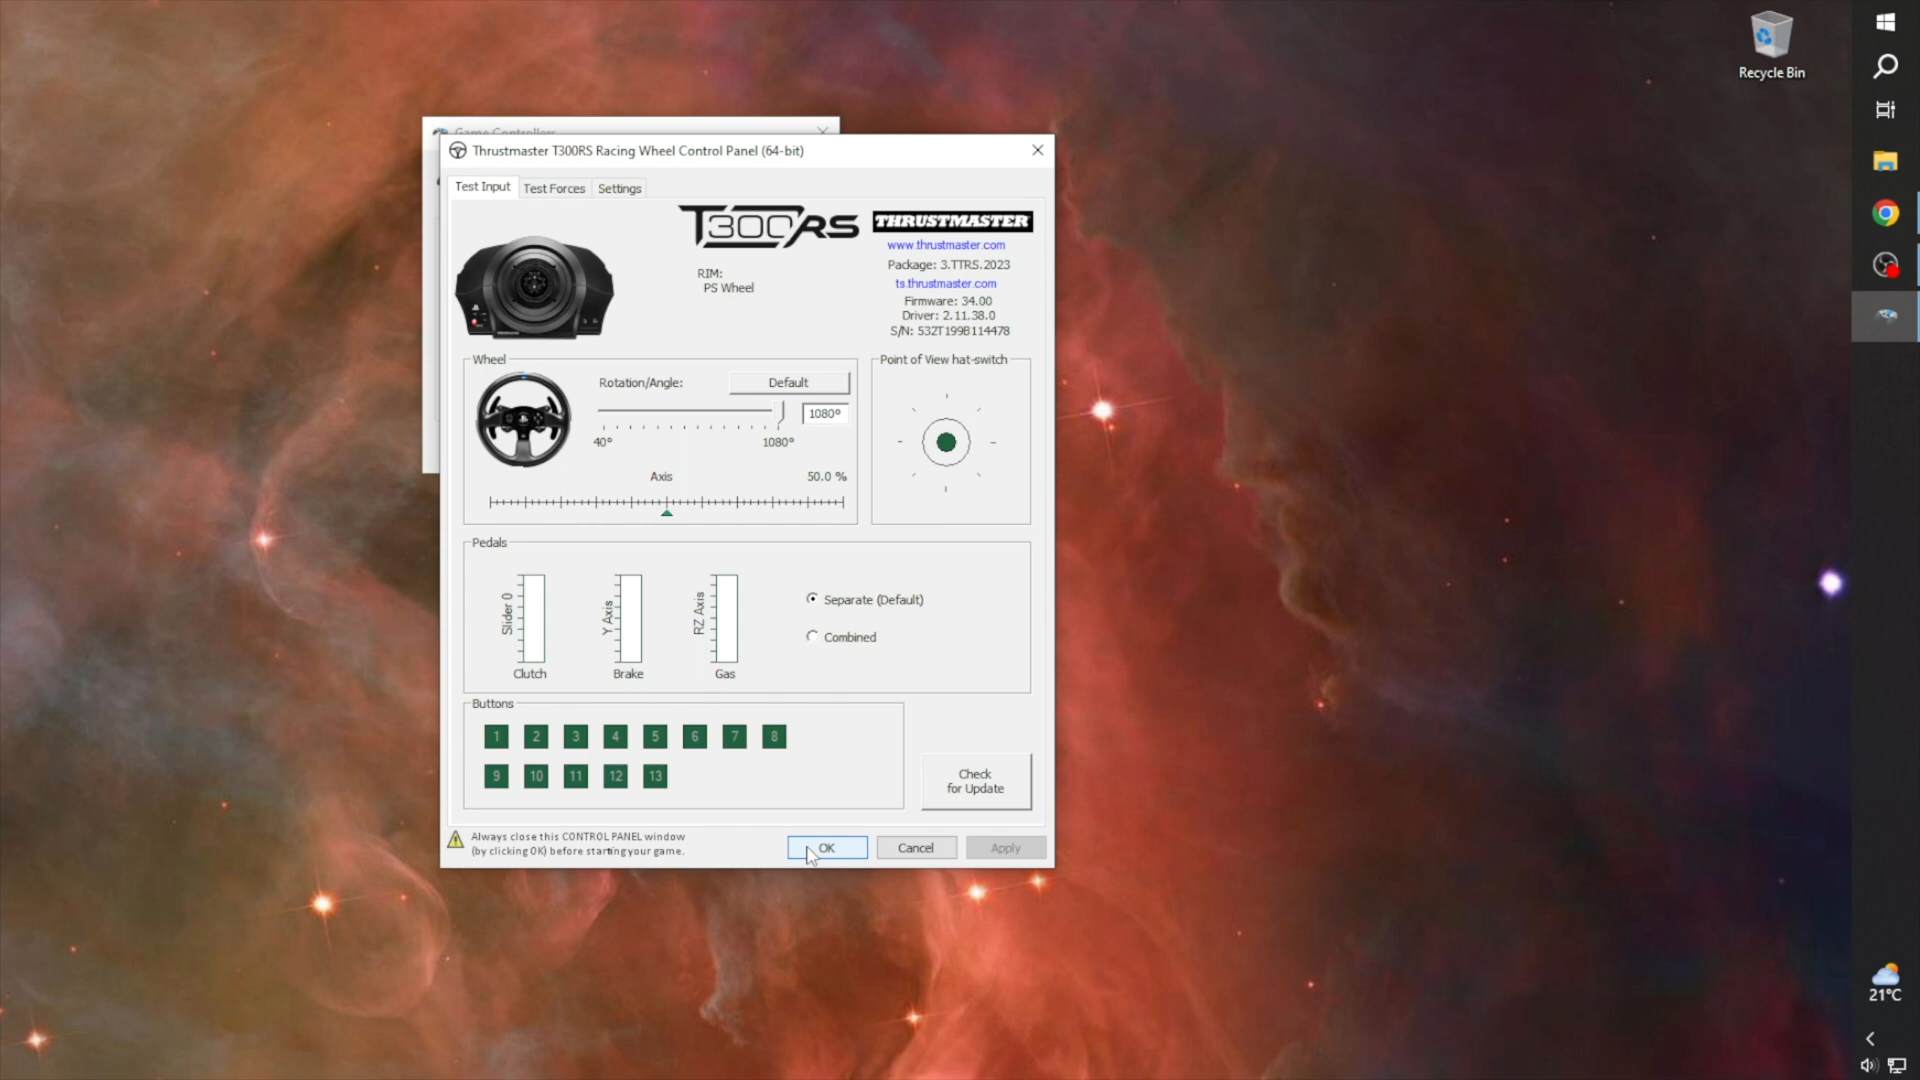 Recycle Bin
Game Controllers
Thrustmaster T300RS Racing Wheel Control Panel (64-bit)
Test Input
Test Forces
Settings
T300RS
THRUSTMASTER
www.thrustmaster.com
Package: 3.TTRS.2023
ts.thrustmaster.com
Firmware: 34.00
Driver: 2.11.38.0
S/N: 532T199B114478
RIM:
PS Wheel
Wheel
Rotation/Angle:
Default
1080°
40°
1080°
Axis
50.0 %
Point of View hat-switch
Pedals
Slider 0
Clutch
Y Axis
Brake
RZ Axis
Gas
Separate (Default)
Combined
Buttons
1 2 3 4 5 6 7 8
9 10 11 12 13
Check
for Update
Always close this CONTROL PANEL window
(by clicking OK) before starting your game.
OK
Cancel
Apply
21°C